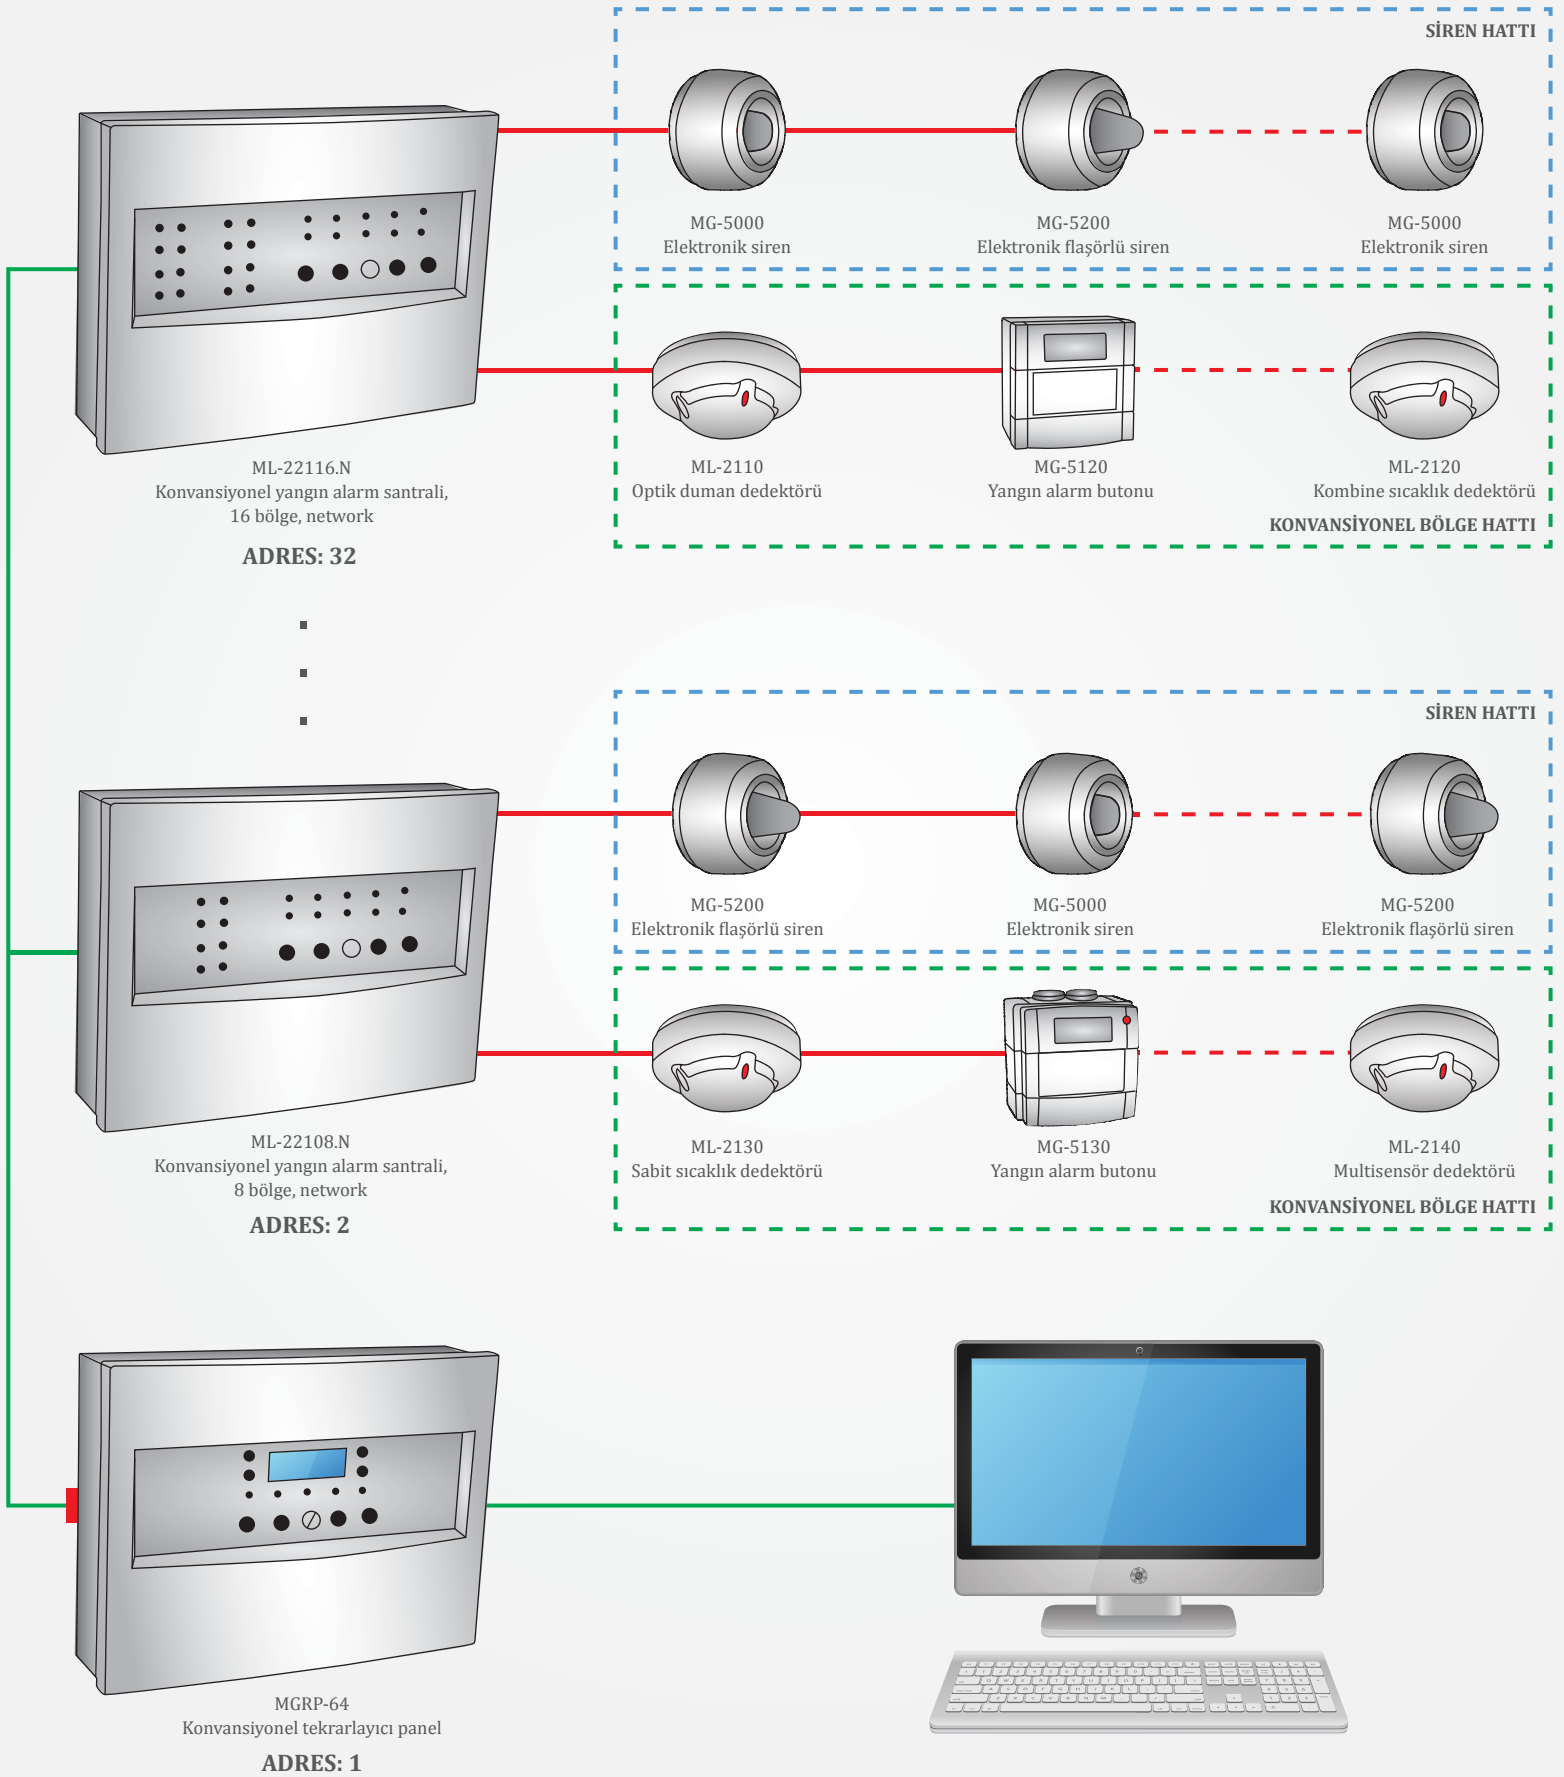 SİREN HATTI
MG-5000
Elektronik siren
MG-5200
Elektronik flaşörlü siren
MG-5000
Elektronik siren
ML-2110
Optik duman dedektörü
MG-5120
Yangın alarm butonu
ML-2120
Kombine sıcaklık dedektörü
KONVANSİYONEL BÖLGE HATTI
ML-22116.N
Konvansiyonel yangın alarm santrali,
16 bölge, network
ADRES: 32
SİREN HATTI
MG-5200
Elektronik flaşörlü siren
MG-5000
Elektronik siren
MG-5200
Elektronik flaşörlü siren
ML-2130
Sabit sıcaklık dedektörü
MG-5130
Yangın alarm butonu
ML-2140
Multisensör dedektörü
KONVANSİYONEL BÖLGE HATTI
ML-22108.N
Konvansiyonel yangın alarm santrali,
8 bölge, network
ADRES: 2
MGRP-64
Konvansiyonel tekrarlayıcı panel
ADRES: 1